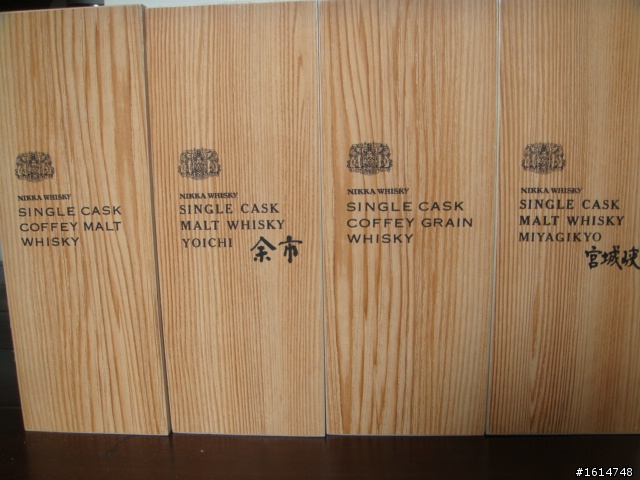 NIKKA WHISKY
SINGLE CASK
COFFEY MALT
WHISKY
NIKKA WHISKY
SINGLE CASK
MALT WHISKY
YOICHI 余市
NIKKA WHISKY
SINGLE CASK
COFFEY GRAIN
WHISKY
NIKKA WHISKY
SINGLE CASK
MALT WHISKY
MIYAGIKYO
宮城峡
#1614748